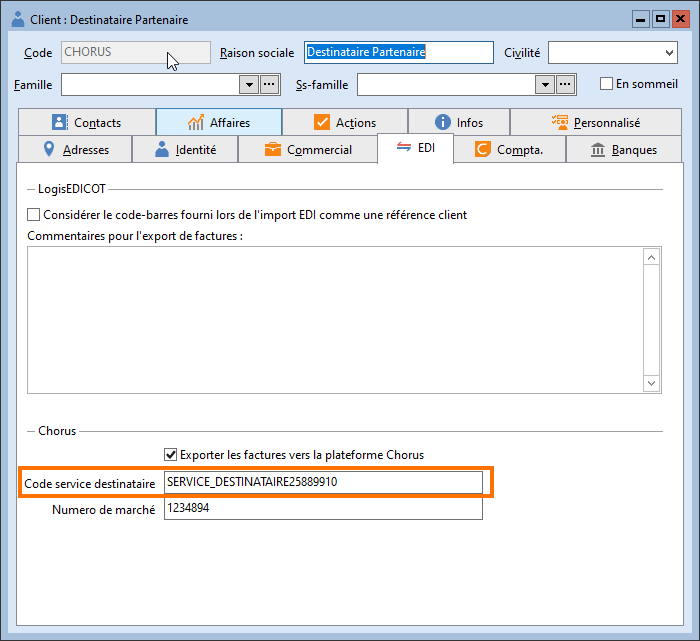 Client : Destinataire Partenaire
Code CHORUS Raison sociale Destinataire Partenaire Civilité
Famille Ss-famille En sommeil
Contacts Affaires Actions Infos Personnalisé
Adresses Identité Commercial EDI Compta. Banques
LogisEDICOT
Considérer le code-barres fourni lors de l'import EDI comme une référence client
Commentaires pour l'export de factures :
Chorus
Exporter les factures vers la plateforme Chorus
Code service destinataire SERVICE_DESTINATAIRE25889910
Numero de marché 1234894